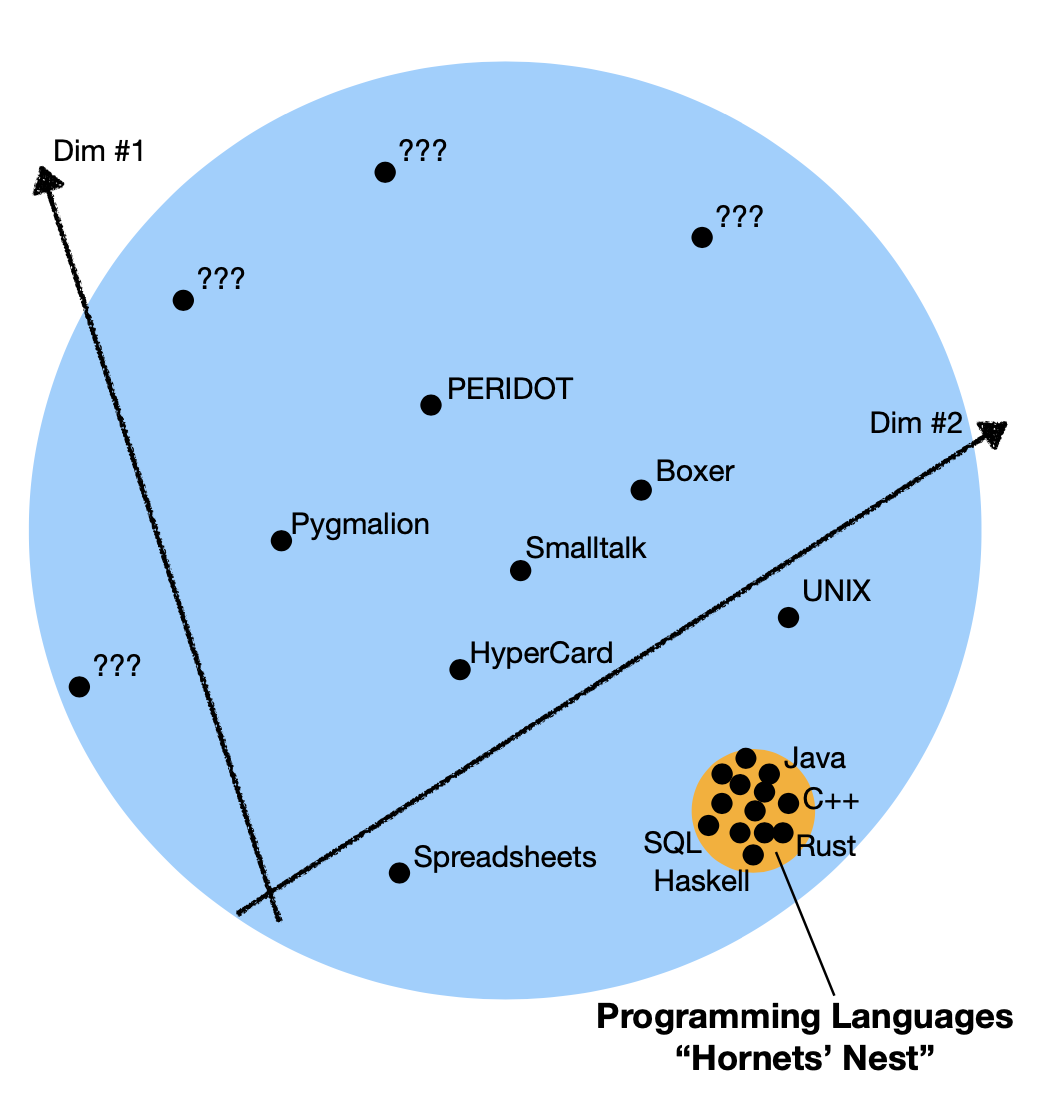 Dim #1
???
???
???
PERIDOT
Dim #2
Boxer
Pygmalion
Smalltalk
UNIX
HyperCard
???
Java
C++
SQL
Rust
Spreadsheets
Haskell
Programming Languages
“Hornets’ Nest”